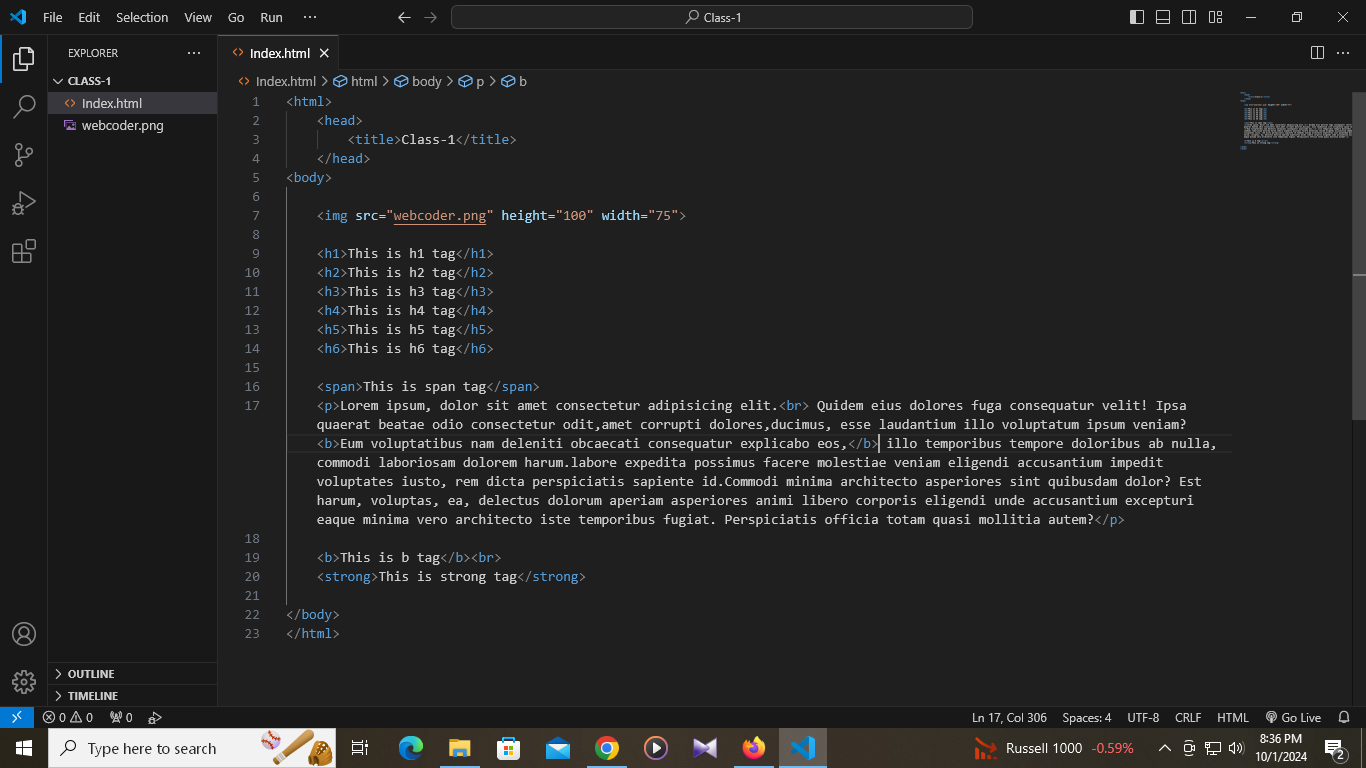 File Edit Selection View Go Run ··· Class-1
EXPLORER ···
CLASS-1
Index.html
webcoder.png
OUTLINE
TIMELINE
Index.html
Index.html > html > body > p > b
1 <html>
2 <head>
3 <title>Class-1</title>
4 </head>
5 <body>
6
7 <img src="webcoder.png" height="100" width="75">
8
9 <h1>This is h1 tag</h1>
10 <h2>This is h2 tag</h2>
11 <h3>This is h3 tag</h3>
12 <h4>This is h4 tag</h4>
13 <h5>This is h5 tag</h5>
14 <h6>This is h6 tag</h6>
15
16 <span>This is span tag</span>
17 <p>Lorem ipsum, dolor sit amet consectetur adipisicing elit.<br> Quidem eius dolores fuga consequatur velit! Ipsa
quaerat beatae odio consectetur odit,amet corrupti dolores,ducimus, esse laudantium illo voluptatum ipsum veniam?
<b>Eum voluptatibus nam deleniti obcaecati consequatur explicabo eos,</b> illo temporibus tempore doloribus ab nulla,
commodi laboriosam dolorem harum.labore expedita possimus facere molestiae veniam eligendi accusantium impedit
voluptates iusto, rem dicta perspiciatis sapiente id.Commodi minima architecto asperiores sint quibusdam dolor? Est
harum, voluptas, ea, delectus dolorum aperiam asperiores animi libero corporis eligendi unde accusantium excepturi
eaque minima vero architecto iste temporibus fugiat. Perspiciatis officia totam quasi mollitia autem?</p>
18
19 <b>This is b tag</b><br>
20 <strong>This is strong tag</strong>
21
22 </body>
23 </html>
0 0 0 Ln 17, Col 306 Spaces: 4 UTF-8 CRLF HTML Go Live
Type here to search Russell 1000 -0.59% 8:36 PM
10/1/2024 2